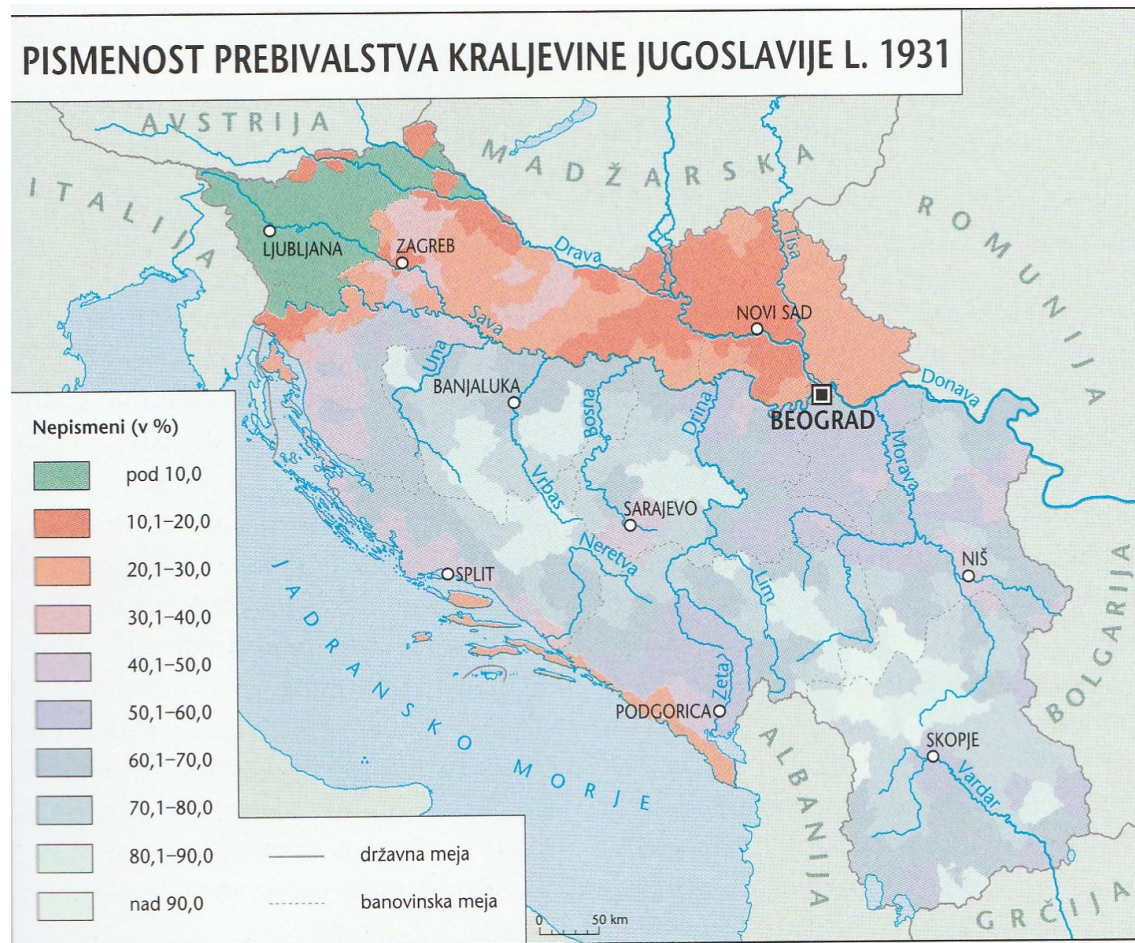 PISMENOST PREBIVALSTVA KRALJEVINE JUGOSLAVIJE L. 1931
AVSTRIJA
MADŽARSKA
ITALIJA
ROMUNIJA
LJUBLJANA
ZAGREB
Drava
Tisa
NOVI SAD
Sava
Una
BANJALUKA
Bosna
Drina
BEOGRAD
Donava
Morava
Vrbas
SARAJEVO
Neretva
SPLIT
Lim
NIŠ
Zeta
PODGORICA
SKOPJE
Vardar
JADRANSKO MORJE
ALBANIJA
BOLGARIJA
GRČIJA
Nepismeni (v %)
pod 10,0
10,1–20,0
20,1–30,0
30,1–40,0
40,1–50,0
50,1–60,0
60,1–70,0
70,1–80,0
80,1–90,0
nad 90,0
državna meja
banovinska meja
0 50 km